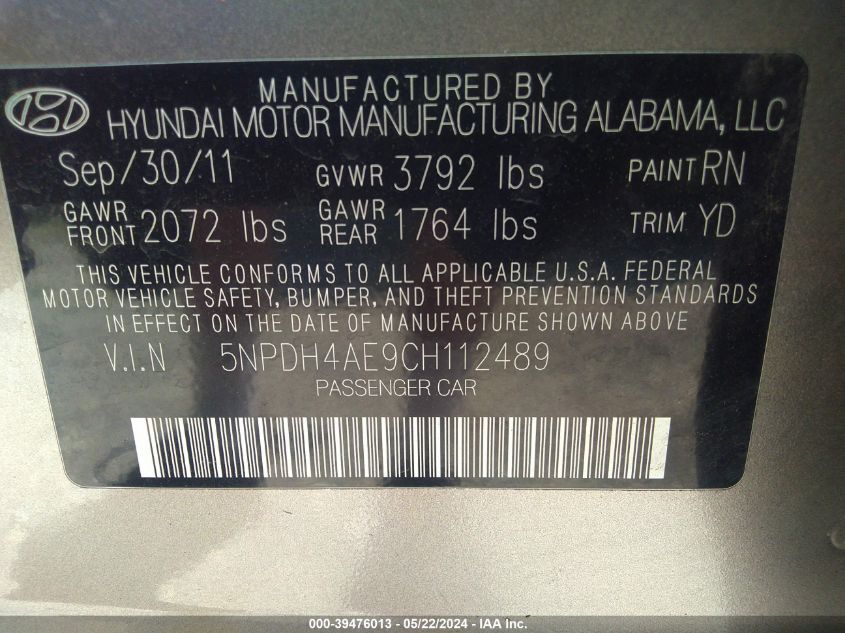 MANUFACTURED BY
HYUNDAI MOTOR MANUFACTURING ALABAMA, LLC
Sep/30/11 GVWR 3792 lbs PAINT RN
GAWR FRONT 2072 lbs GAWR REAR 1764 lbs TRIM YD
THIS VEHICLE CONFORMS TO ALL APPLICABLE U.S.A. FEDERAL
MOTOR VEHICLE SAFETY, BUMPER, AND THEFT PREVENTION STANDARDS
IN EFFECT ON THE DATE OF MANUFACTURE SHOWN ABOVE
V.I.N 5NPDH4AE9CH112489
PASSENGER CAR
000-39476013 - 05/22/2024 - IAA Inc.